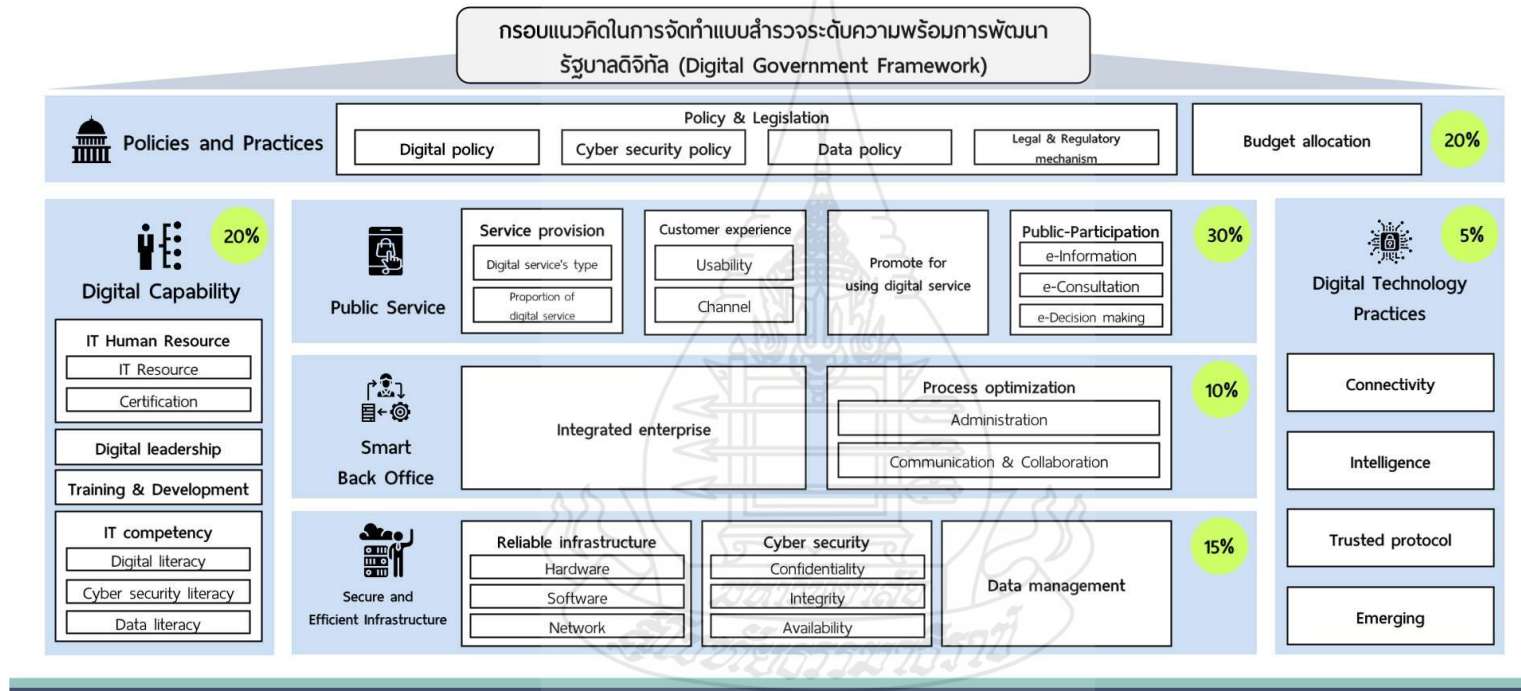 กรอบแนวคิดในการจัดทำแบบสำรวจระดับความพร้อมการพัฒนา
รัฐบาลดิจิทัล (Digital Government Framework)
Policies and Practices
Policy & Legislation
Digital policy
Cyber security policy
Data policy
Legal & Regulatory
mechanism
Budget allocation
20%
20%
Digital Capability
IT Human Resource
IT Resource
Certification
Digital leadership
Training & Development
IT competency
Digital literacy
Cyber security literacy
Data literacy
Public Service
Service provision
Digital service's type
Proportion of
digital service
Customer experience
Usability
Channel
Promote for
using digital service
Public-Participation
e-Information
e-Consultation
e-Decision making
30%
Smart
Back Office
Integrated enterprise
Process optimization
Administration
Communication & Collaboration
10%
Secure and
Efficient Infrastructure
Reliable infrastructure
Hardware
Software
Network
Cyber security
Confidentiality
Integrity
Availability
Data management
15%
5%
Digital Technology
Practices
Connectivity
Intelligence
Trusted protocol
Emerging